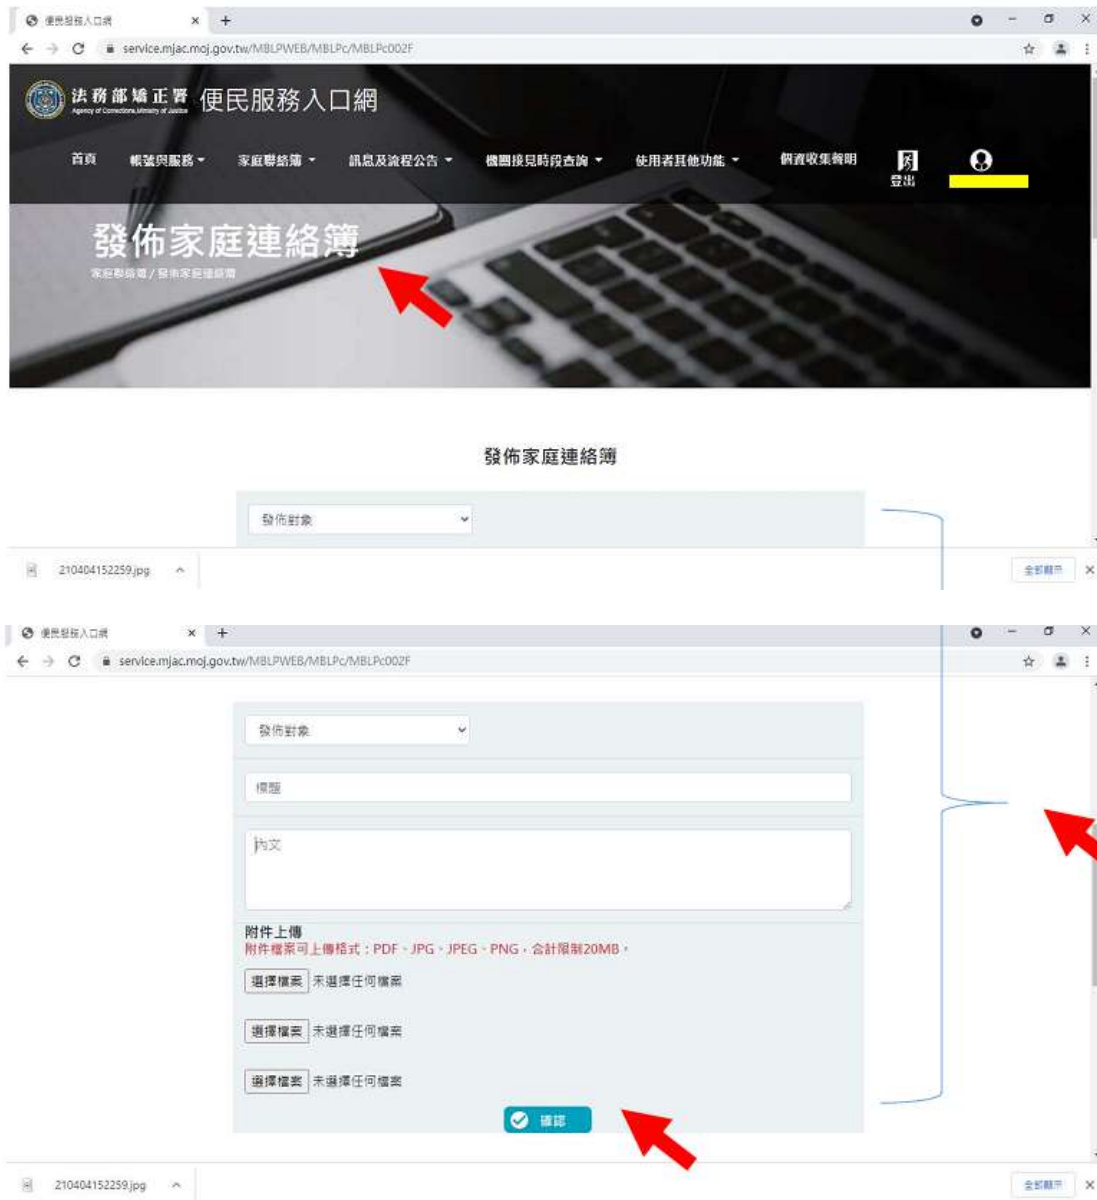 便民服務入口網
service.mjac.moj.gov.tw/MBLPWEB/MBLPc/MBLPc002F
法務部矯正署 便民服務入口網
Agency of Corrections, Ministry of Justice
首頁 帳號與服務 家庭聯絡簿 訊息及流程公告 機關接見時段查詢 使用者其他功能 個資收集聲明 登出
發佈家庭連絡簿
家庭聯絡簿 / 發佈家庭連絡簿
發佈家庭連絡簿
發佈對象
210404152259.jpg 全部顯示
便民服務入口網
service.mjac.moj.gov.tw/MBLPWEB/MBLPc/MBLPc002F
發佈對象
標題
內文
附件上傳
附件檔案可上傳格式：PDF、JPG、JPEG、PNG，合計限制20MB。
選擇檔案 未選擇任何檔案
選擇檔案 未選擇任何檔案
選擇檔案 未選擇任何檔案
確認
210404152259.jpg 全部顯示